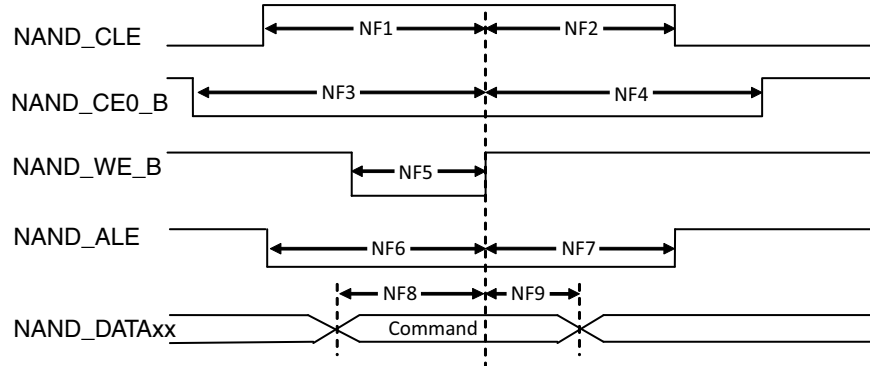 NAND_CLE
NF1
NF2
NAND_CE0_B
NF3
NF4
NAND_WE_B
NF5
NAND_ALE
NF6
NF7
NF8
NF9
NAND_DATAxx
Command